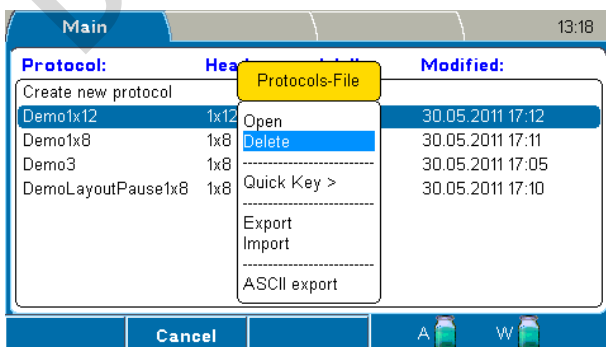 Main 13:18
Protocol: Modified:
Protocols-File
Create new protocol
Demo1x12 1x12 30.05.2011 17:12
Open
Demo1x8 1x8 Delete 30.05.2011 17:11
Demo3 1x8 30.05.2011 17:05
DemoLayoutPause1x8 1x8 Quick Key > 30.05.2011 17:10
Export
Import
ASCII export
Cancel A W